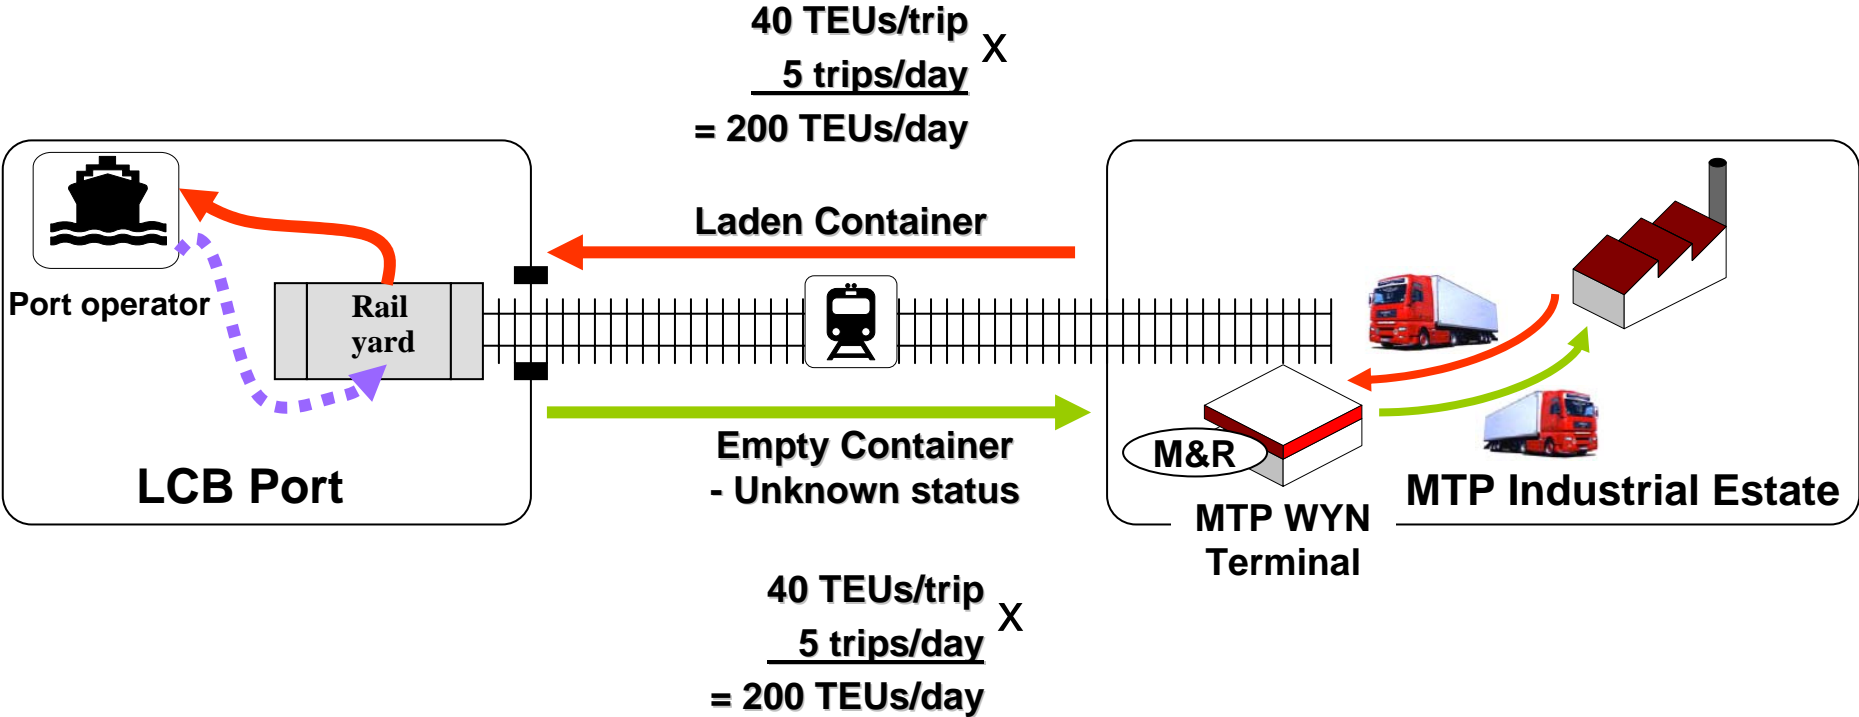 40 TEUs/trip
X
5 trips/day
= 200 TEUs/day
Laden Container
Port operator
Rail
yard
Empty Container
- Unknown status
LCB Port
M&R
MTP Industrial Estate
MTP WYN
Terminal
40 TEUs/trip
X
5 trips/day
= 200 TEUs/day